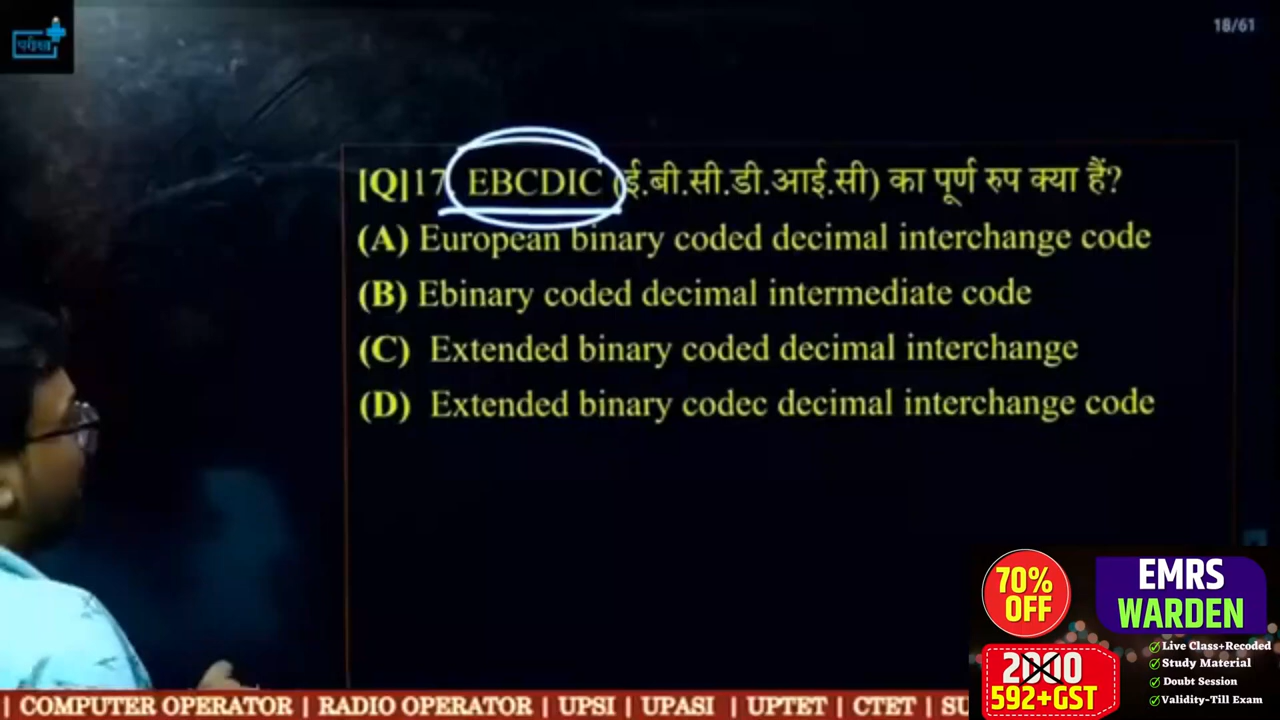 परीक्षा
18/61
[Q]17. EBCDIC (ई.बी.सी.डी.आई.सी) का पूर्ण रुप क्या हैं?
(A) European binary coded decimal interchange code
(B) Ebinary coded decimal intermediate code
(C) Extended binary coded decimal interchange
(D) Extended binary codec decimal interchange code
70%
OFF
EMRS
WARDEN
2000
592+GST
Live Class+Recoded
Study Material
Doubt Session
Validity-Till Exam
| COMPUTER OPERATOR | RADIO OPERATOR | UPSI | UPASI | UPTET | CTET | SU